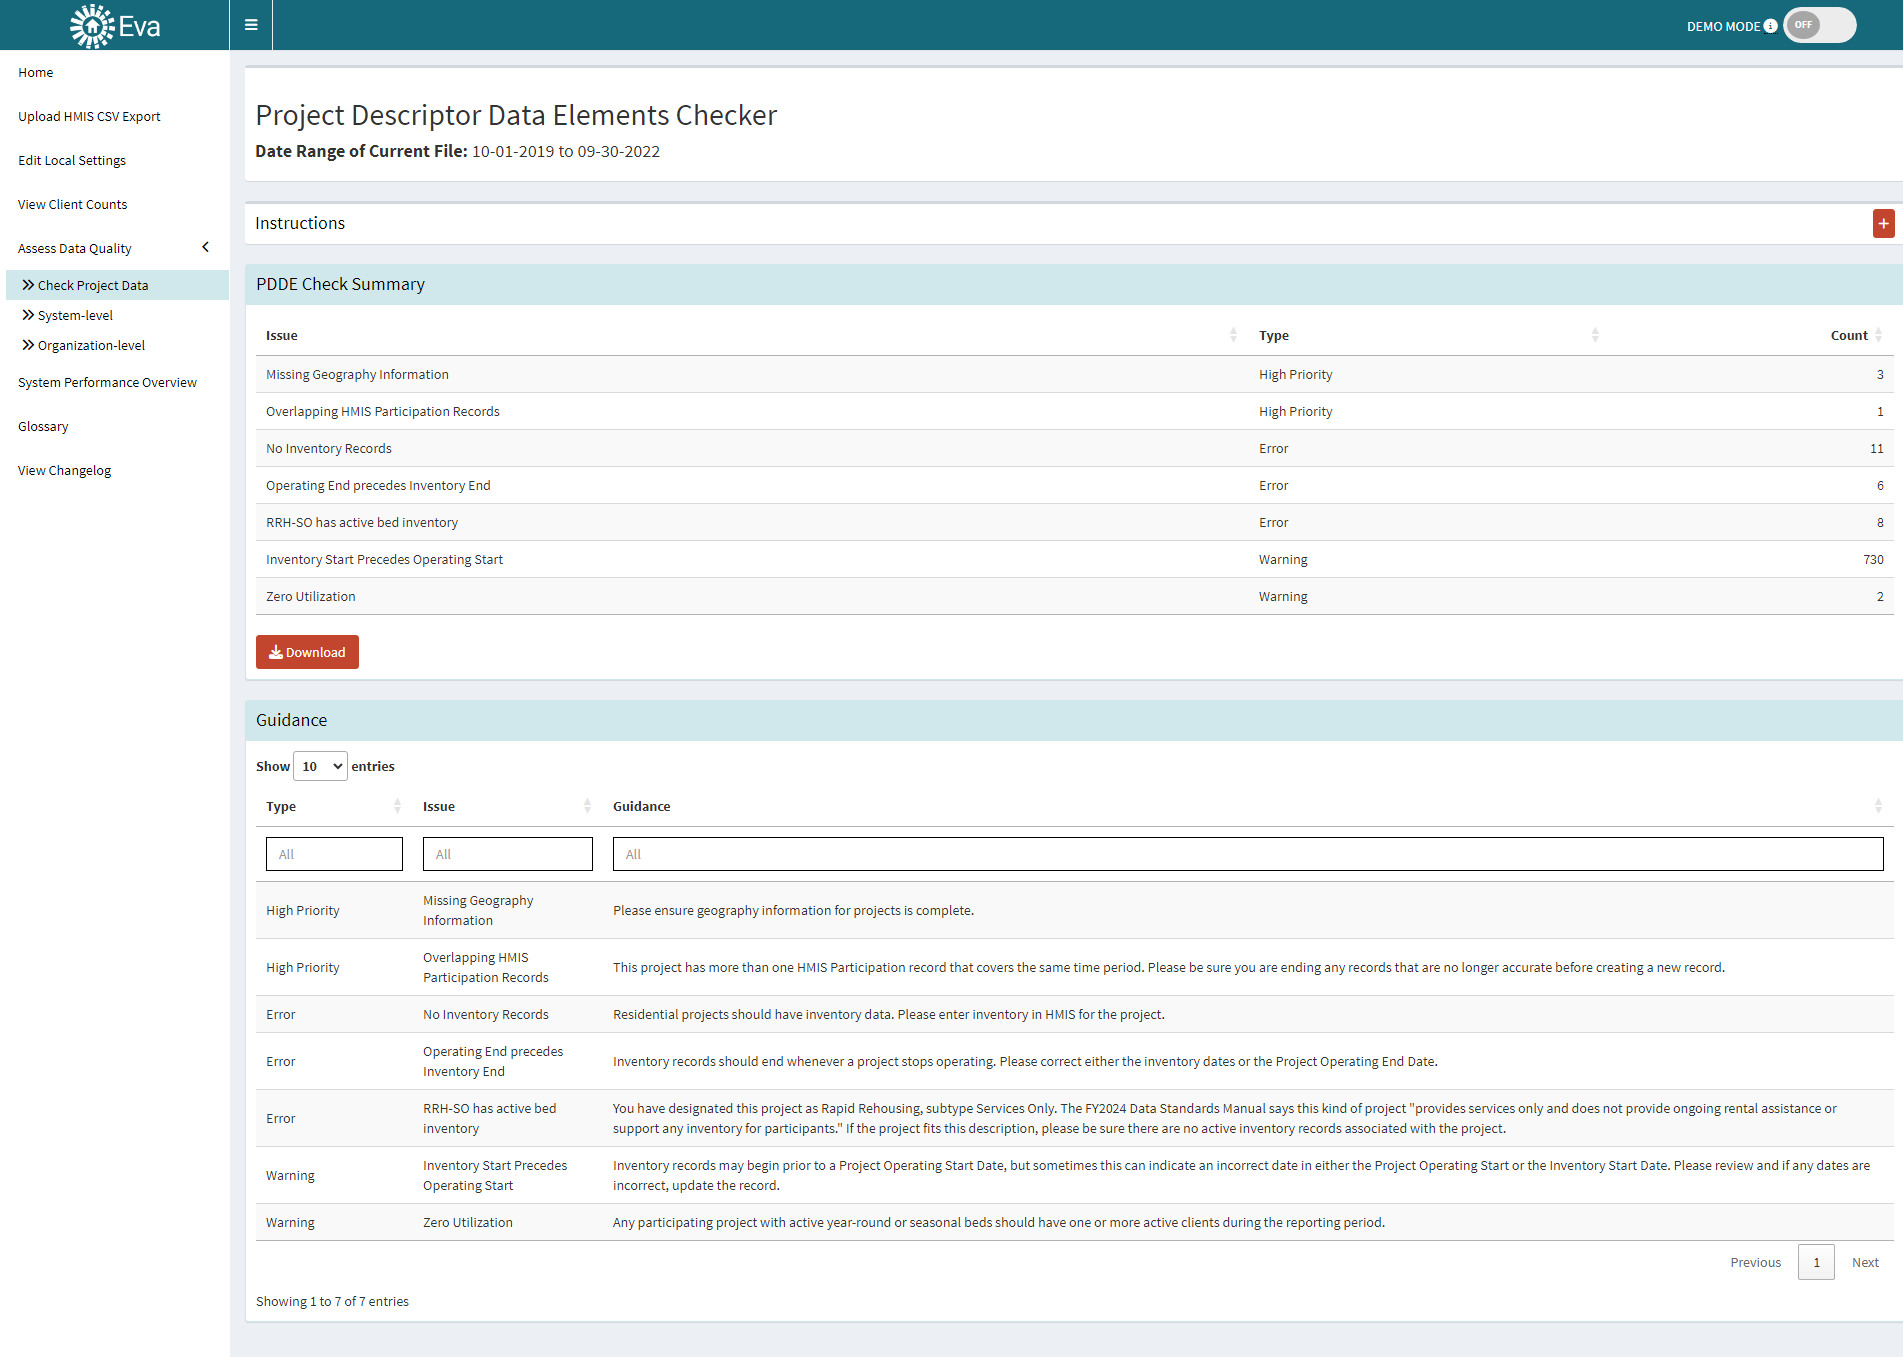 Eva
DEMO MODE
OFF
Home
Upload HMIS CSV Export
Edit Local Settings
View Client Counts
Assess Data Quality
Check Project Data
System-level
Organization-level
System Performance Overview
Glossary
View Changelog
Project Descriptor Data Elements Checker
Date Range of Current File: 10-01-2019 to 09-30-2022
Instructions
PDDE Check Summary
Issue Type Count
Missing Geography Information High Priority 3
Overlapping HMIS Participation Records High Priority 1
No Inventory Records Error 11
Operating End precedes Inventory End Error 6
RRH-SO has active bed inventory Error 8
Inventory Start Precedes Operating Start Warning 730
Zero Utilization Warning 2
Download
Guidance
Show 10 entries
Type Issue Guidance
All All All
High Priority
Missing Geography
Information
Please ensure geography information for projects is complete.
High Priority
Overlapping HMIS
Participation Records
This project has more than one HMIS Participation record that covers the same time period. Please be sure you are ending any records that are no longer accurate before creating a new record.
Error
No Inventory Records
Residential projects should have inventory data. Please enter inventory in HMIS for the project.
Error
Operating End precedes
Inventory End
Inventory records should end whenever a project stops operating. Please correct either the inventory dates or the Project Operating End Date.
Error
RRH-SO has active bed
inventory
You have designated this project as Rapid Rehousing, subtype Services Only. The FY2024 Data Standards Manual says this kind of project "provides services only and does not provide ongoing rental assistance or
support any inventory for participants." If the project fits this description, please be sure there are no active inventory records associated with the project.
Warning
Inventory Start Precedes
Operating Start
Inventory records may begin prior to a Project Operating Start Date, but sometimes this can indicate an incorrect date in either the Project Operating Start or the Inventory Start Date. Please review and if any dates are
incorrect, update the record.
Warning
Zero Utilization
Any participating project with active year-round or seasonal beds should have one or more active clients during the reporting period.
Previous 1 Next
Showing 1 to 7 of 7 entries